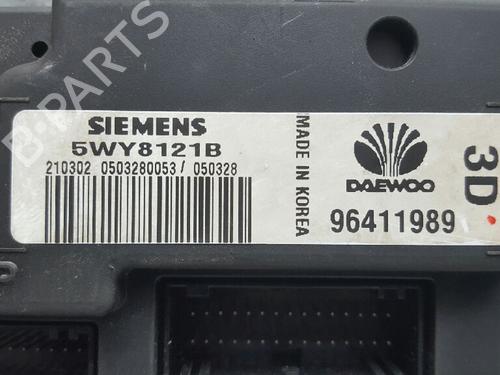 B-PARTS
SIEMENS
5WY8121B
210302 0503280053/ 050328
MADE IN KOREA
DAEWOO
96411989
3D